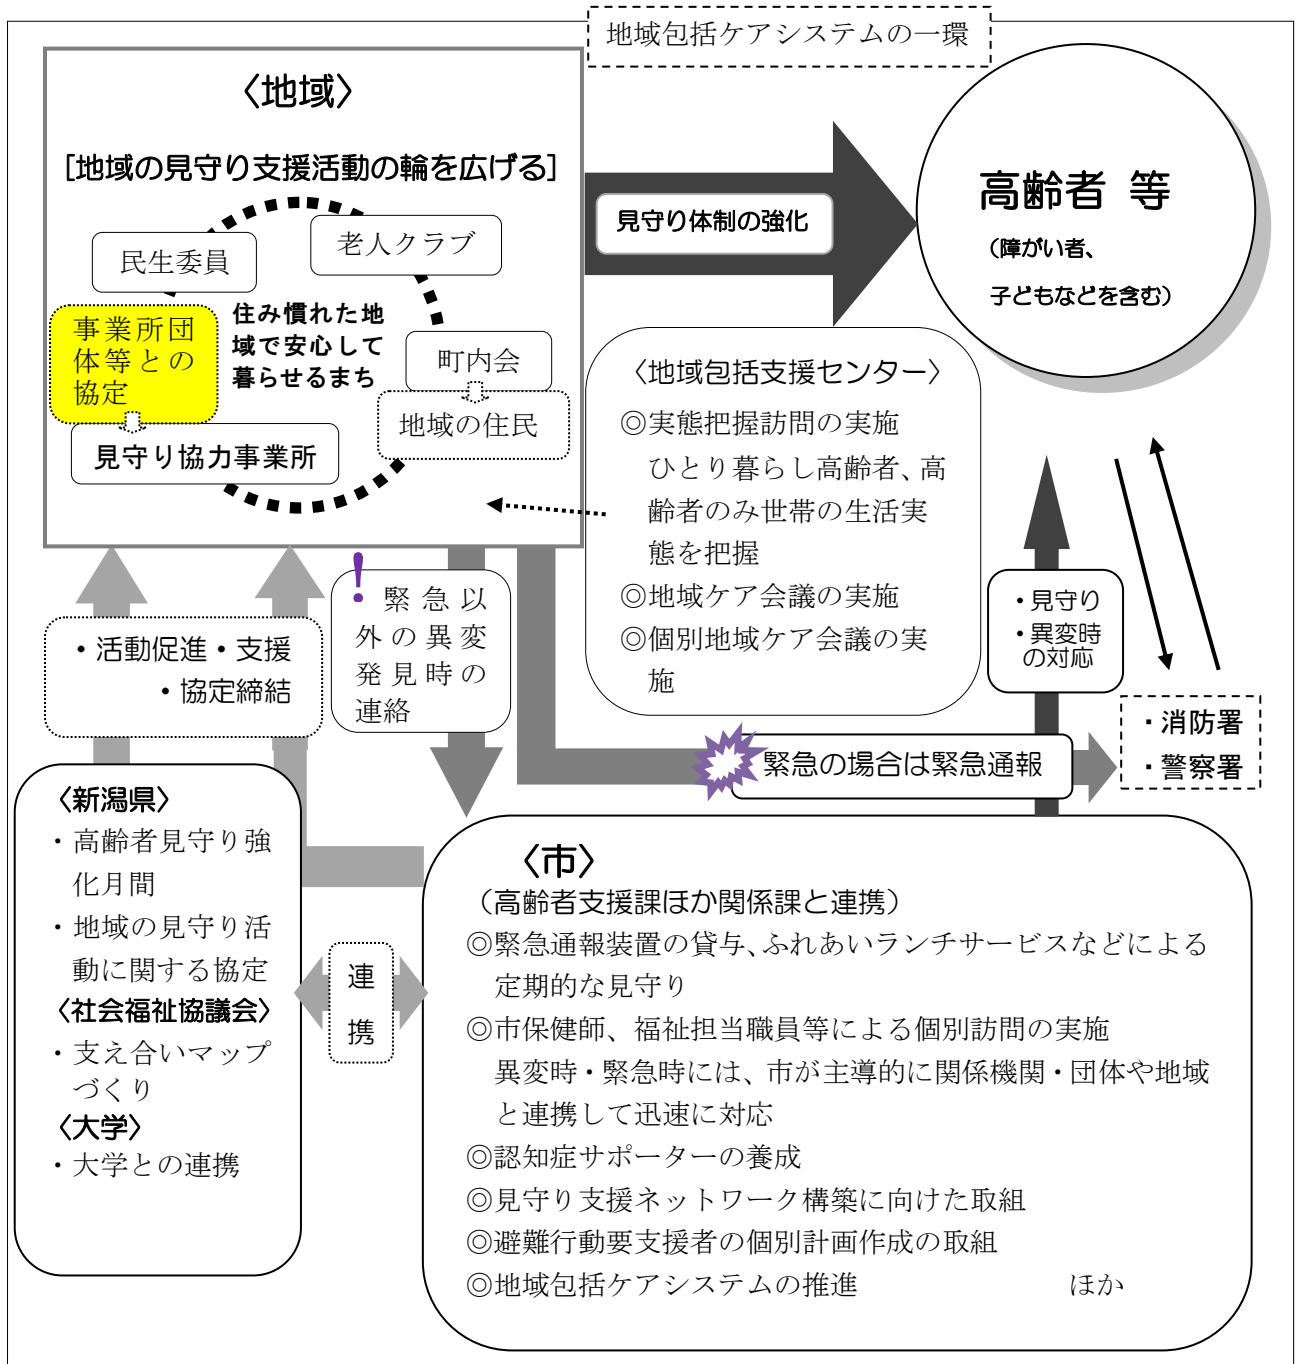 地域包括ケアシステムの一環
〈地域〉
[地域の見守り支援活動の輪を広げる]
民生委員
老人クラブ
事業所団
体等との
協定
住み慣れた地
域で安心して
暮らせるまち
町内会
地域の住民
見守り協力事業所
見守り体制の強化
高齢者 等
（障がい者、
子どもなどを含む）
〈地域包括支援センター〉
◎実態把握訪問の実施
ひとり暮らし高齢者、高
齢者のみ世帯の生活実
態を把握
◎地域ケア会議の実施
◎個別地域ケア会議の実
施
・活動促進・支援
・協定締結
!
緊急以
外の異変
発見時の
連絡
・見守り
・異変時
の対応
・消防署
・警察署
緊急の場合は緊急通報
〈新潟県〉
・高齢者見守り強
化月間
・地域の見守り活
動に関する協定
〈社会福祉協議会〉
・支え合いマップ
づくり
〈大学〉
・大学との連携
連
携
〈市〉
（高齢者支援課ほか関係課と連携）
◎緊急通報装置の貸与、ふれあいランチサービスなどによる
定期的な見守り
◎市保健師、福祉担当職員等による個別訪問の実施
異変時・緊急時には、市が主導的に関係機関・団体や地域
と連携して迅速に対応
◎認知症サポーターの養成
◎見守り支援ネットワーク構築に向けた取組
◎避難行動要支援者の個別計画作成の取組
◎地域包括ケアシステムの推進 ほか